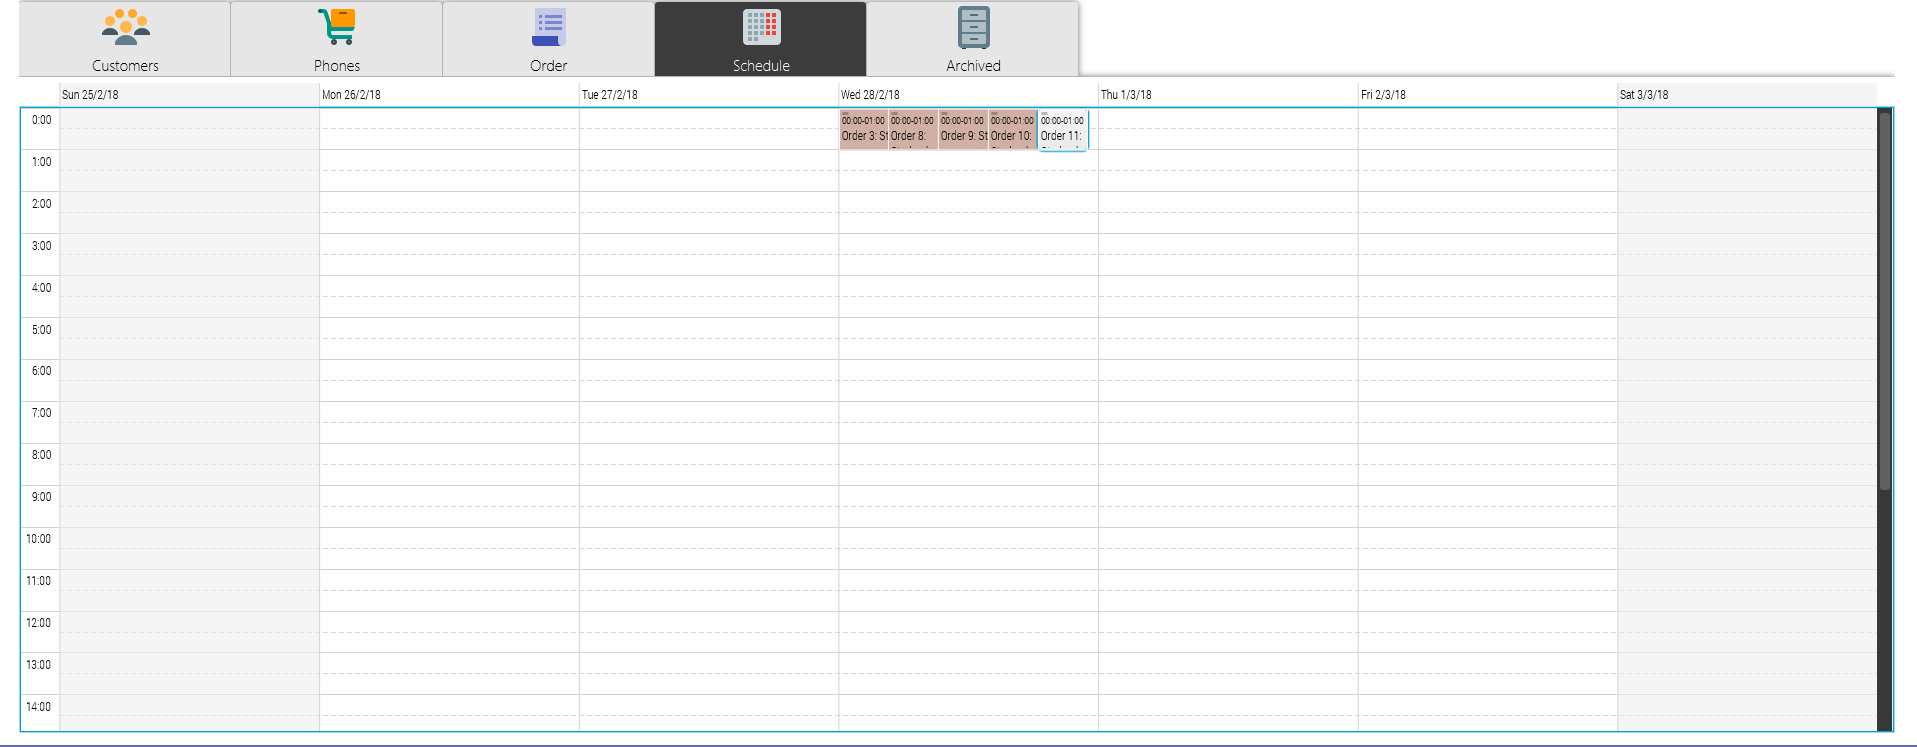 Customers
Phones
Order
Schedule
Archived
Sun 25/2/18
Mon 26/2/18
Tue 27/2/18
Wed 28/2/18
Thu 1/3/18
Fri 2/3/18
Sat 3/3/18
0:00
00:00-01:00
Order 3: St
00:00-01:00
Order 8:
00:00-01:00
Order 9: St
00:00-01:00
Order 10:
00:00-01:00
Order 11:
1:00
2:00
3:00
4:00
5:00
6:00
7:00
8:00
9:00
10:00
11:00
12:00
13:00
14:00